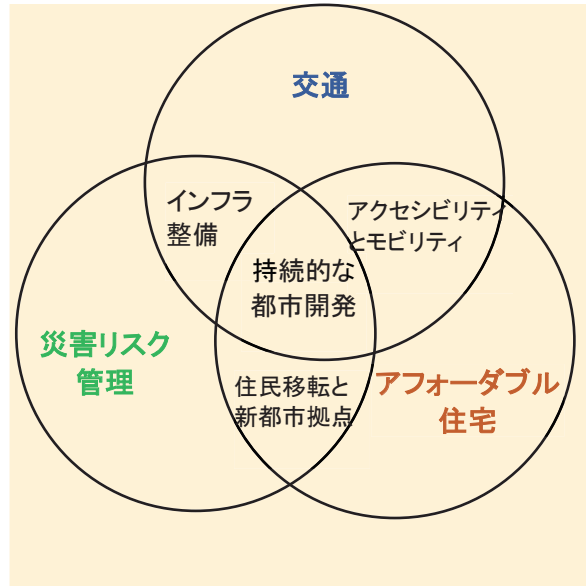 交通
インフラ
整備
アクセシビリティ
とモビリティ
持続的な
都市開発
災害リスク
管理
住民移転と
新都市拠点
アフォーダブル
住宅